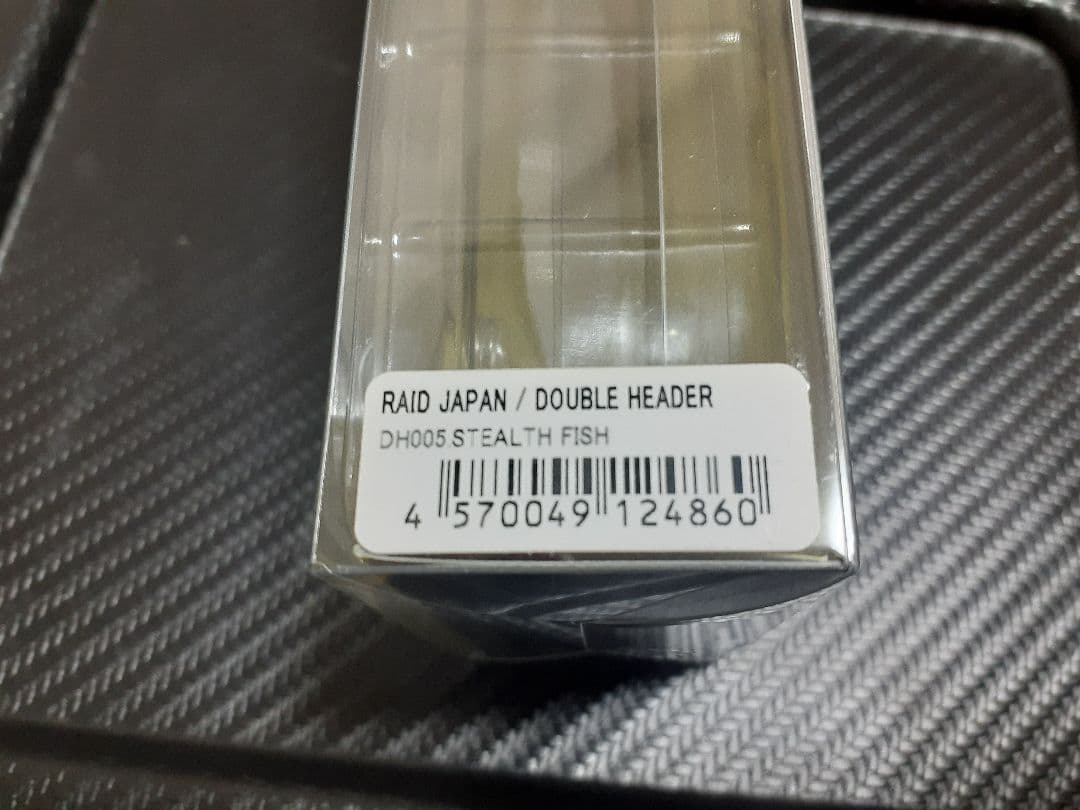 RAID JAPAN / DOUBLE HEADER
DH005 STEALTH FISH
4 570049 124860